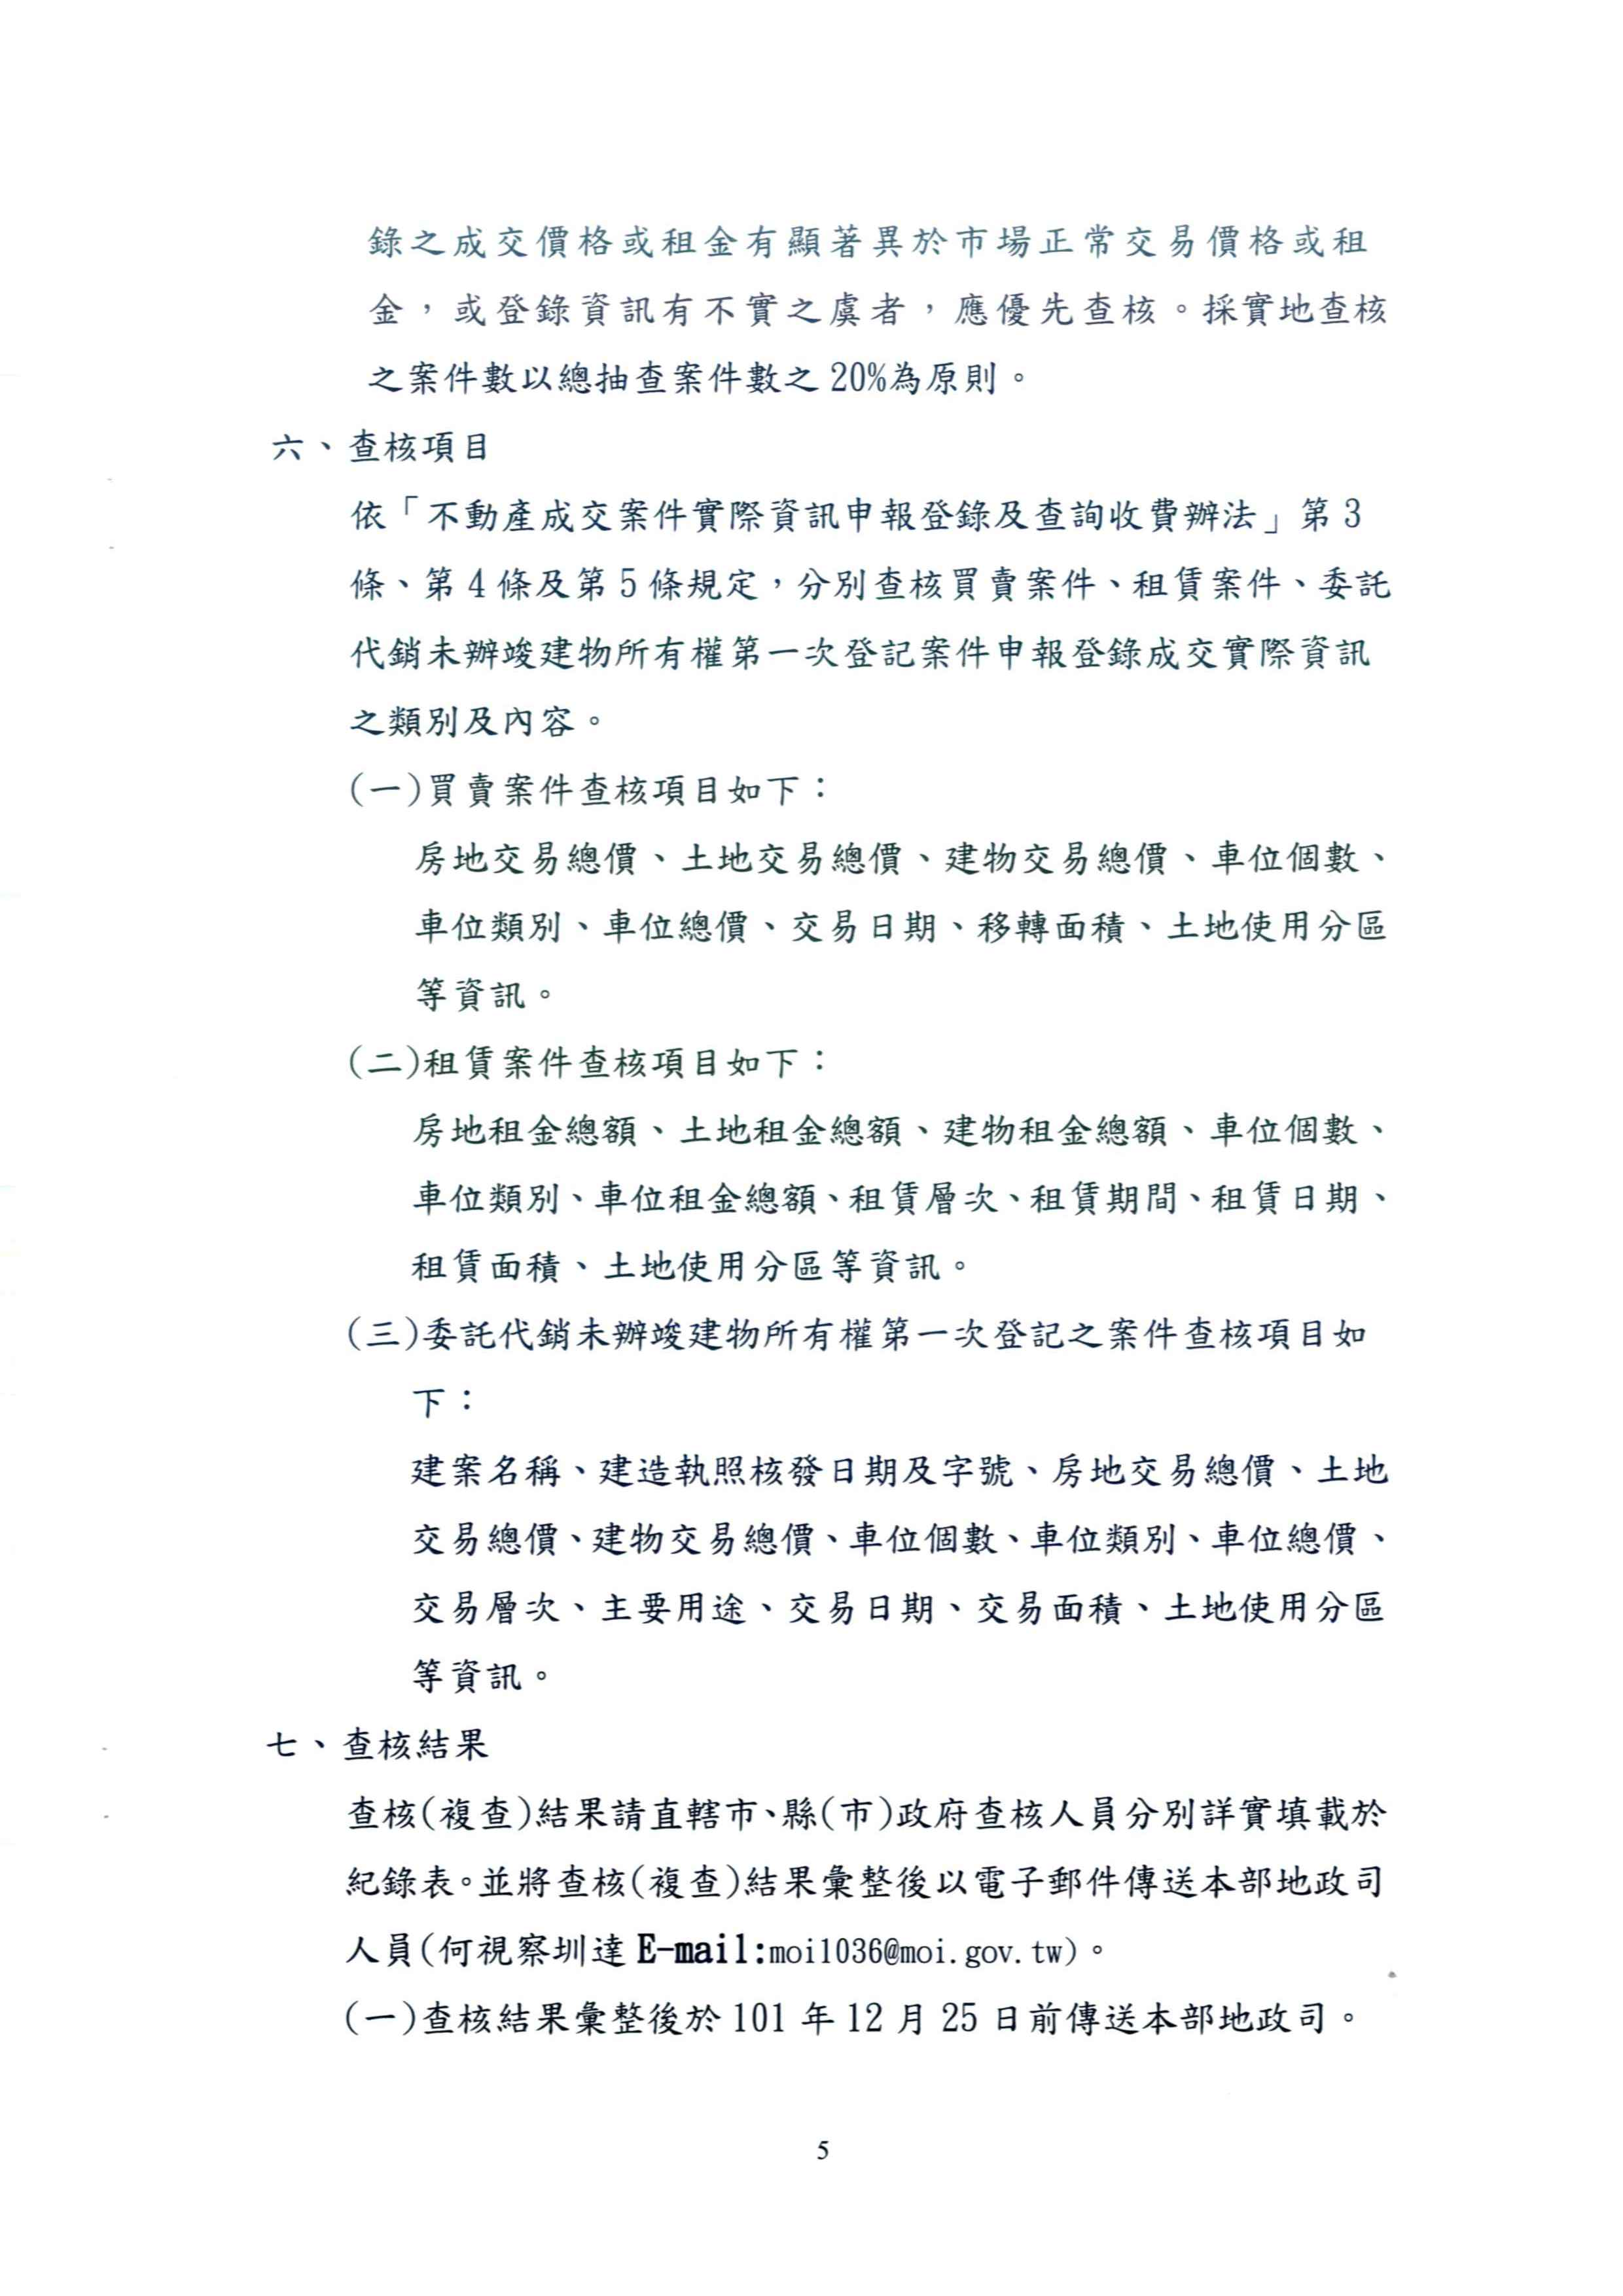 錄之成交價格或租金有顯著異於市場正常交易價格或租
金，或登錄資訊有不實之虞者，應優先查核。採實地查核
之案件數以總抽查案件數之 20%為原則。
六、查核項目
依「不動產成交案件實際資訊申報登錄及查詢收費辦法」第 3
條、第 4 條及第 5 條規定，分別查核買賣案件、租賃案件、委託
代銷未辦竣建物所有權第一次登記案件申報登錄成交實際資訊
之類別及內容。
(一)買賣案件查核項目如下：
房地交易總價、土地交易總價、建物交易總價、車位個數、
車位類別、車位總價、交易日期、移轉面積、土地使用分區
等資訊。
(二)租賃案件查核項目如下：
房地租金總額、土地租金總額、建物租金總額、車位個數、
車位類別、車位租金總額、租賃層次、租賃期間、租賃日期、
租賃面積、土地使用分區等資訊。
(三)委託代銷未辦竣建物所有權第一次登記之案件查核項目如
下：
建案名稱、建造執照核發日期及字號、房地交易總價、土地
交易總價、建物交易總價、車位個數、車位類別、車位總價、
交易層次、主要用途、交易日期、交易面積、土地使用分區
等資訊。
七、查核結果
查核(複查)結果請直轄市、縣(市)政府查核人員分別詳實填載於
紀錄表。並將查核(複查)結果彙整後以電子郵件傳送本部地政司
人員(何視察圳達 E-mail:moi1036@moi.gov.tw)。
(一)查核結果彙整後於 101 年 12 月 25 日前傳送本部地政司。
5